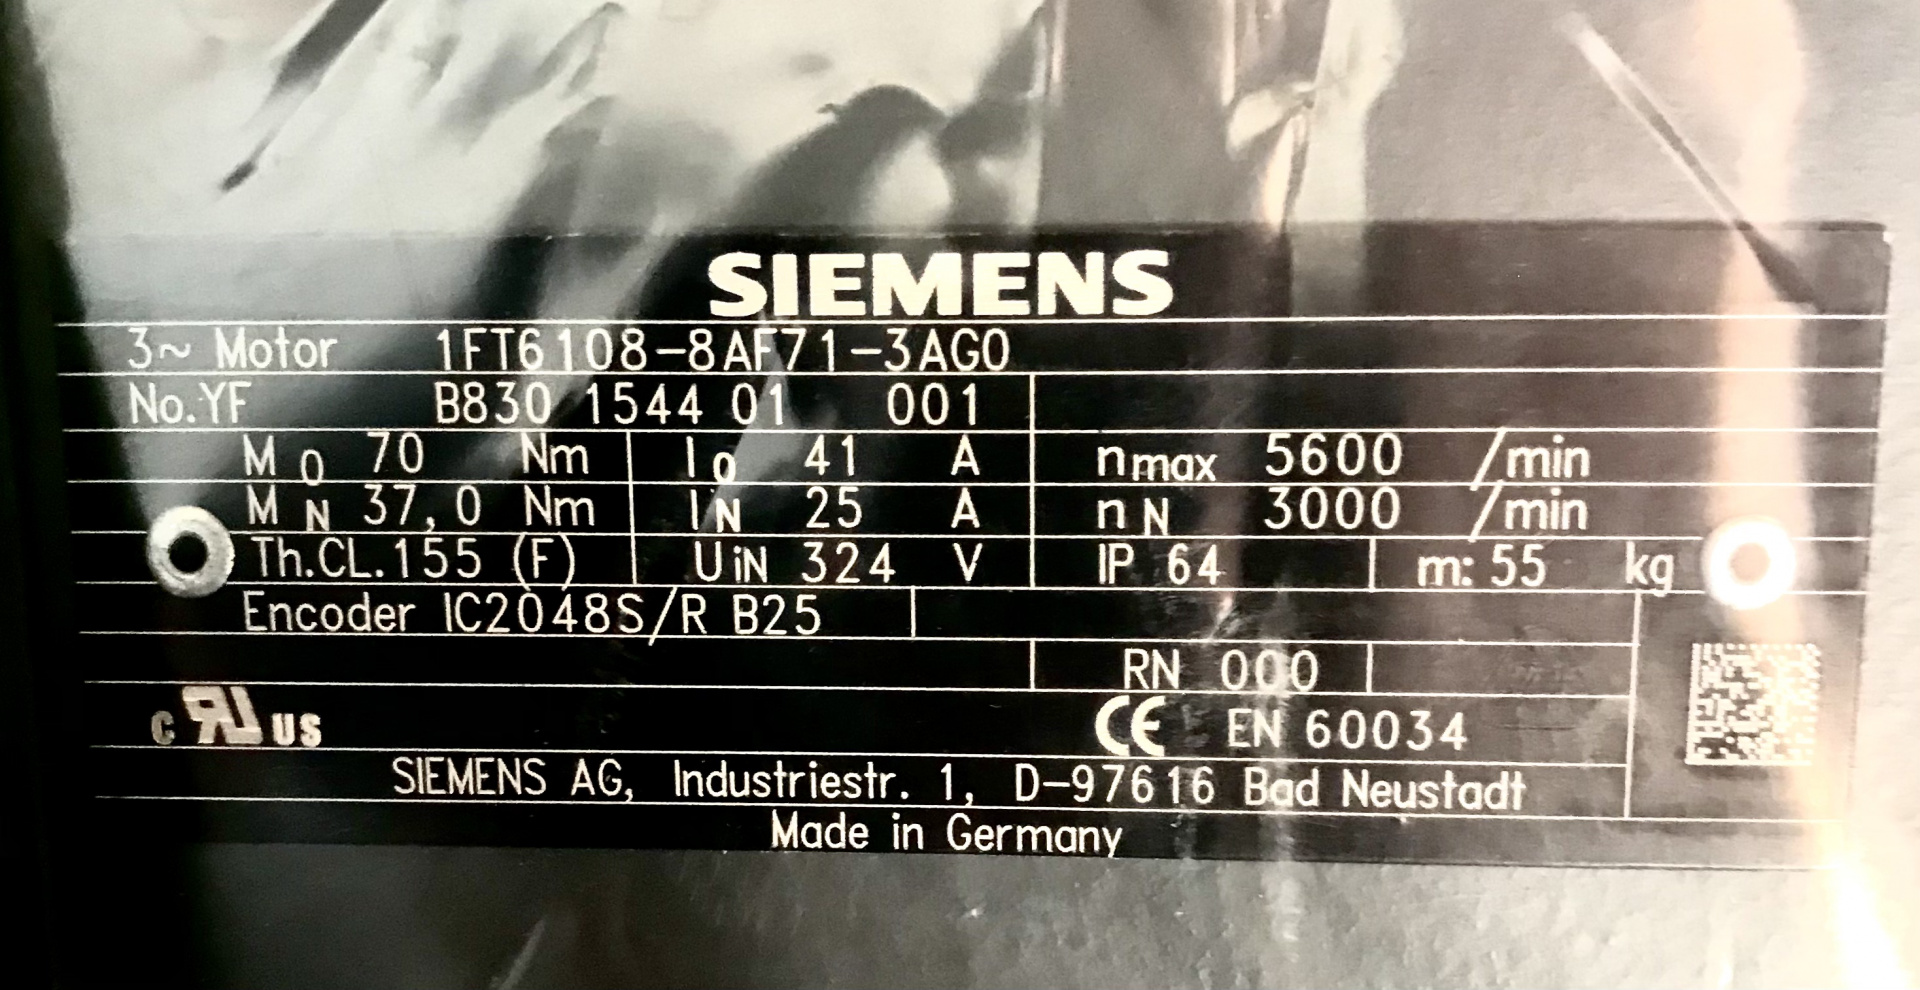 SIEMENS
3~ Motor 1FT6108-8AF71-3AG0
No.YF B830 1544 01 001
M0 70 Nm I0 41 A nmax 5600 /min
MN 37,0 Nm IN 25 A nN 3000 /min
Th.CL.155 (F) UiN 324 V IP 64 m: 55 kg
Encoder IC2048S/R B25
RN 000
c RU us CE EN 60034
SIEMENS AG, Industriestr. 1, D-97616 Bad Neustadt
Made in Germany